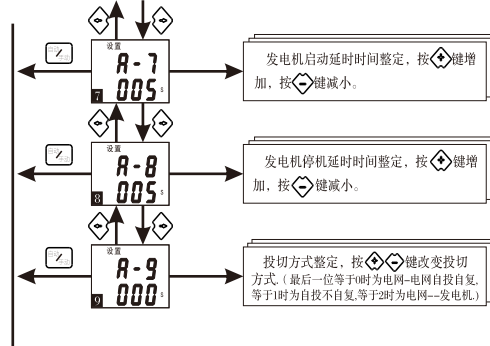 设置
A-7
005 s
7
发电机启动延时时间整定，按键增
加，按键减小。
设置
A-8
005 s
8
发电机停机延时时间整定，按键增
加，按键减小。
设置
A-9
000 s
9
投切方式整定，按键改变投切
方式.（最后一位等于0时为电网-电网自投自复,
等于1时为自投不自复,等于2时为电网--发电机.)